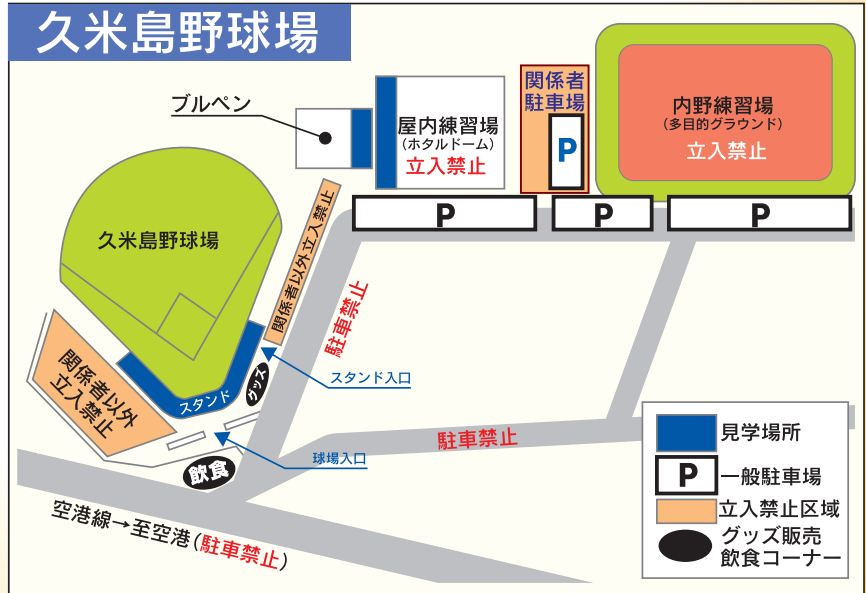 久米島野球場
ブルペン
屋内練習場
(ホタルドーム)
立入禁止
関係者
駐車場
P
内野練習場
(多目的グラウンド)
立入禁止
P
P
P
久米島野球場
関係者以外立入禁止
駐車禁止
関係者以外
立入禁止
スタンド
グッズ
スタンド入口
球場入口
飲食
駐車禁止
空港線→至空港(駐車禁止)
見学場所
P
一般駐車場
立入禁止区域
グッズ販売
飲食コーナー